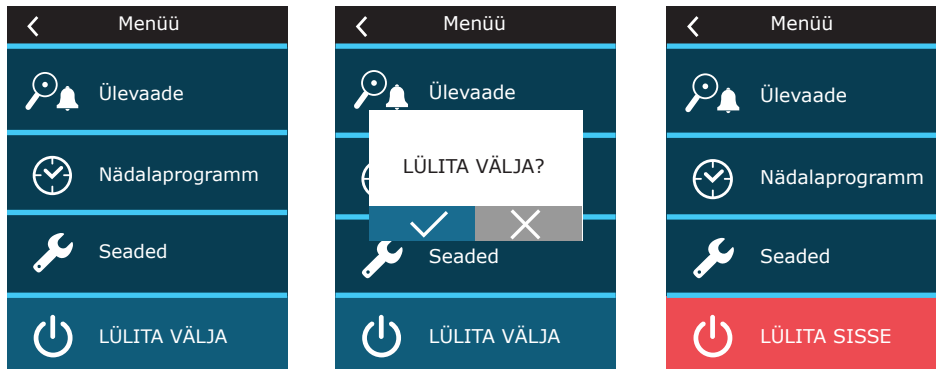 Menüü
Ülevaade
Nädalaprogramm
Seaded
LÜLITA VÄLJA
Menüü
Ülevaade
LÜLITA VÄLJA?
Seaded
LÜLITA VÄLJA
Menüü
Ülevaade
Nädalaprogramm
Seaded
LÜLITA SISSE